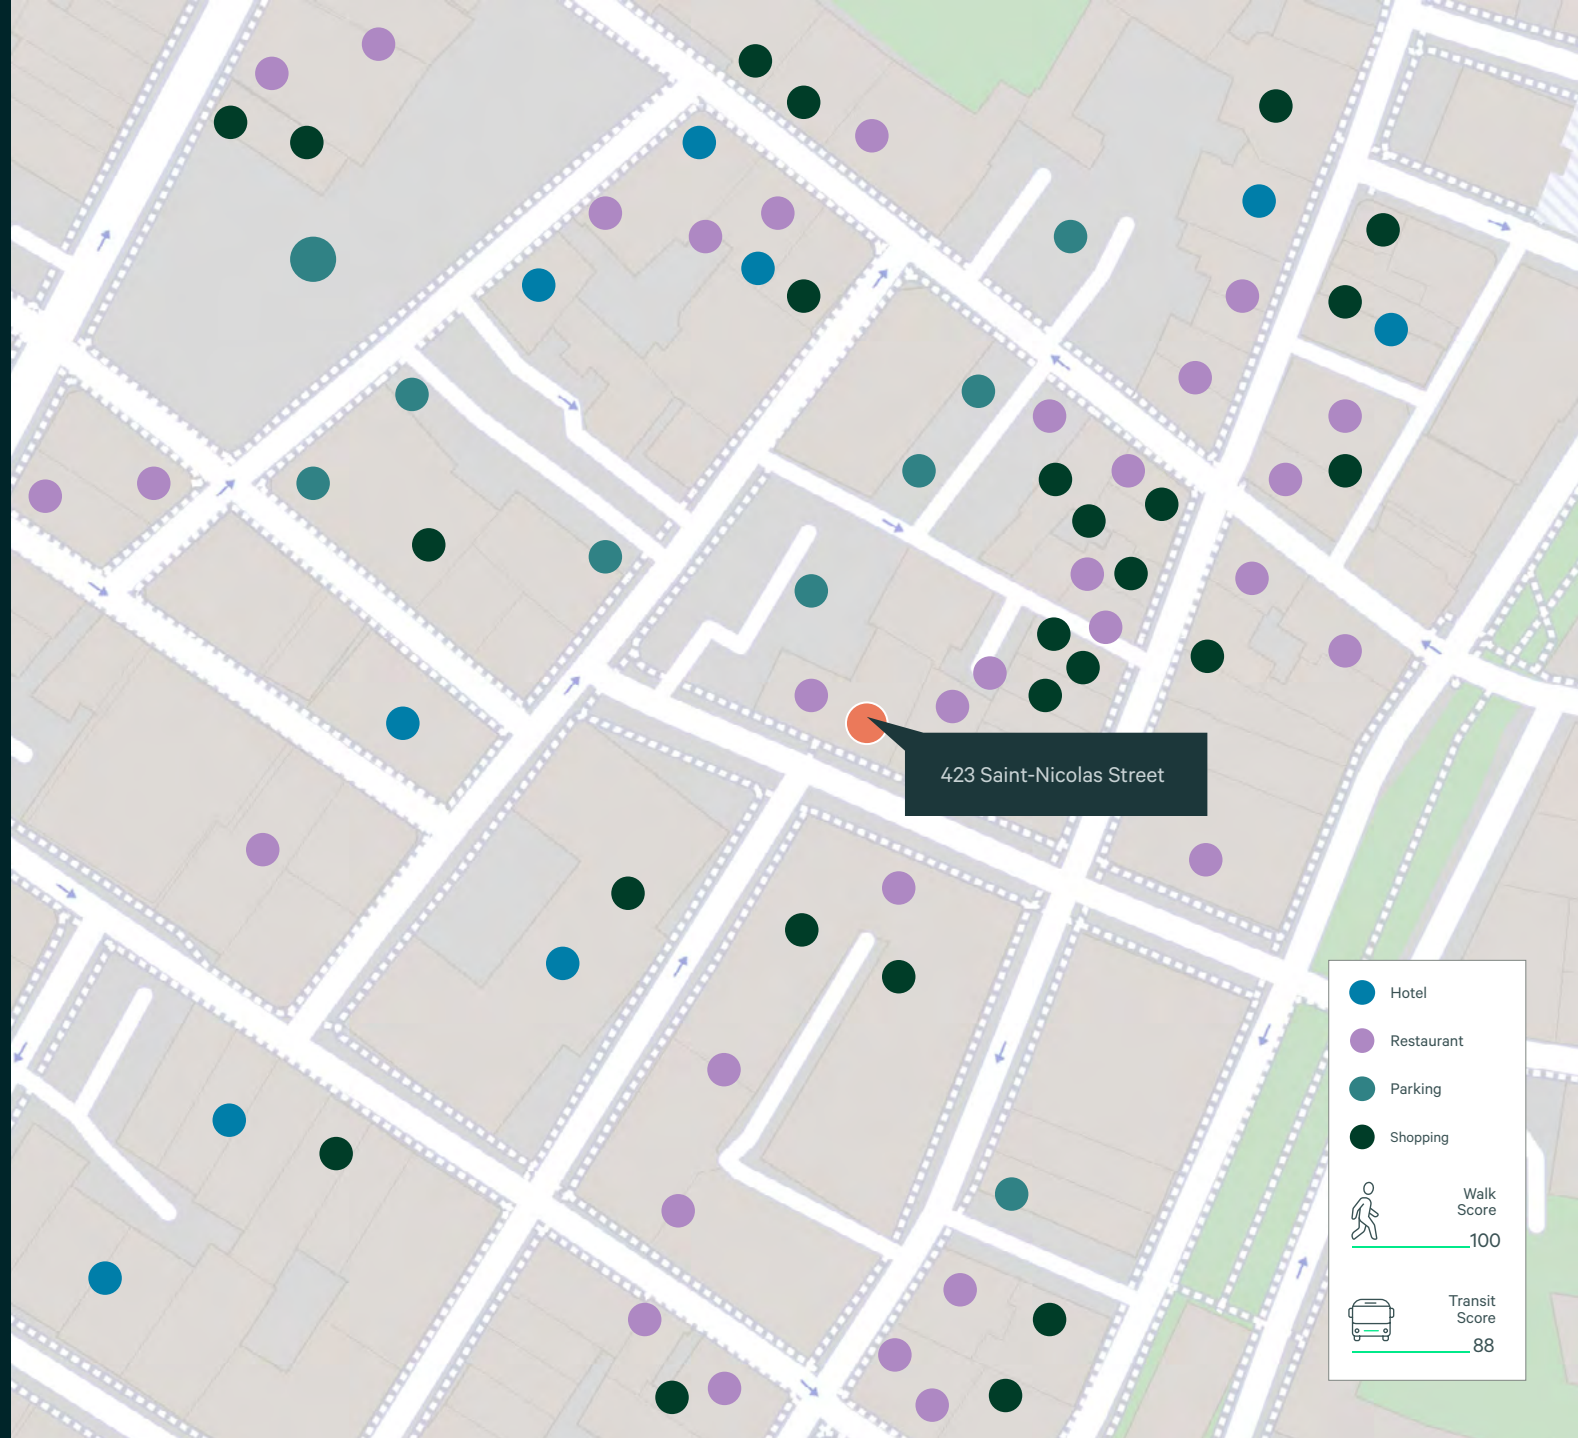 423 Saint-Nicolas Street
Hotel
Restaurant
Parking
Shopping
Walk
Score
100
Transit
Score
88